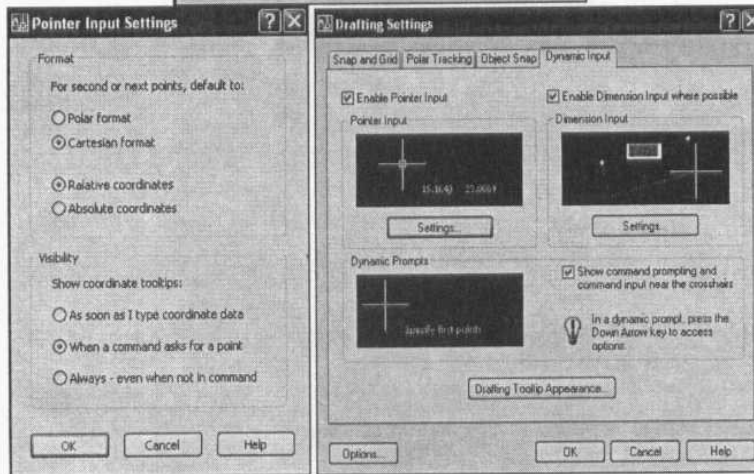 Pointer Input Settings
Format
For second or next points, default to:
Polar format
Cartesian format
Relative coordinates
Absolute coordinates
Visibility
Show coordinate tooltips:
As soon as I type coordinate data
When a command asks for a point
Always - even when not in command
OK
Cancel
Help
Drafting Settings
Snap and Grid
Polar Tracking
Object Snap
Dynamic Input
Enable Pointer Input
Enable Dimension Input where possible
Pointer Input
Dimension Input
Settings...
Settings...
Dynamic Prompts
Specify first point:
Show command prompting and
command input near the crosshairs
In a dynamic prompt, press the
Down Arrow key to access
options.
Drafting Tooltip Appearance...
Options...
OK
Cancel
Help